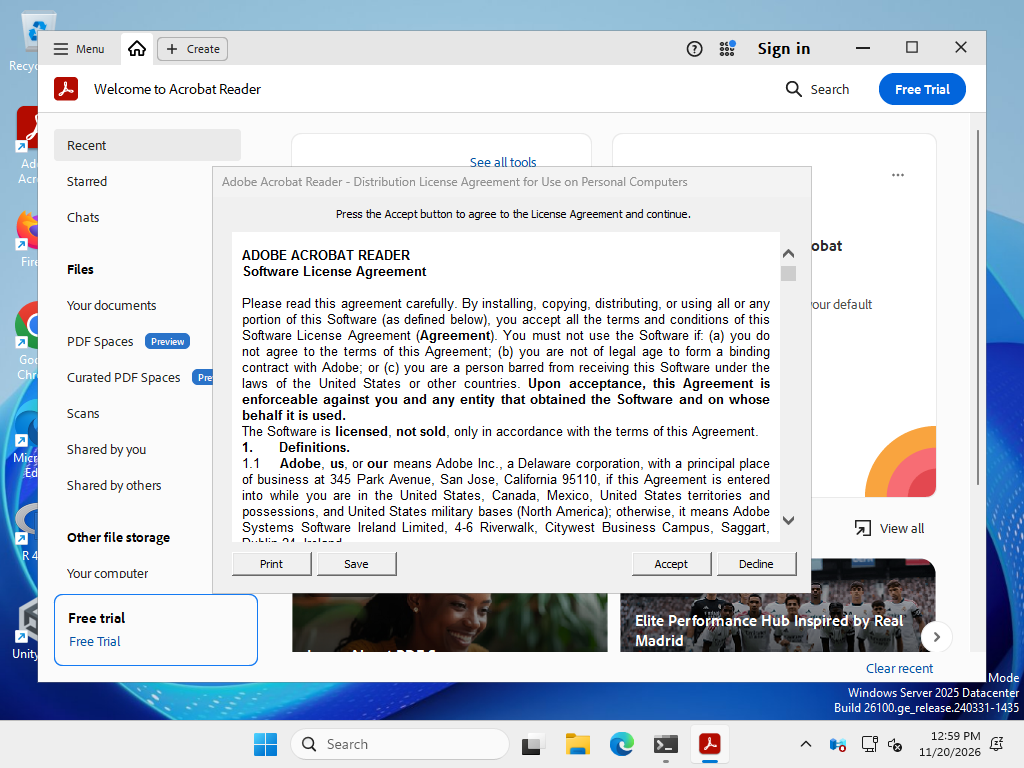 Menu
Create
Sign in
Welcome to Acrobat Reader
Search
Free Trial
Recent
Starred
Chats
Files
Your documents
PDF Spaces Preview
Curated PDF Spaces
Scans
Shared by you
Shared by others
Other file storage
Your computer
Free trial
Free Trial
See all tools
Adobe Acrobat Reader - Distribution License Agreement for Use on Personal Computers
Press the Accept button to agree to the License Agreement and continue.
ADOBE ACROBAT READER
Software License Agreement
Please read this agreement carefully. By installing, copying, distributing, or using all or any
portion of this Software (as defined below), you accept all the terms and conditions of this
Software License Agreement (Agreement). You must not use the Software if: (a) you do
not agree to the terms of this Agreement; (b) you are not of legal age to form a binding
contract with Adobe; or (c) you are a person barred from receiving this Software under the
laws of the United States or other countries. Upon acceptance, this Agreement is
enforceable against you and any entity that obtained the Software and on whose
behalf it is used.
The Software is licensed, not sold, only in accordance with the terms of this Agreement.
1. Definitions.
1.1 Adobe, us, or our means Adobe Inc., a Delaware corporation, with a principal place
of business at 345 Park Avenue, San Jose, California 95110, if this Agreement is entered
into while you are in the United States, Canada, Mexico, United States territories and
possessions, and United States military bases (North America); otherwise, it means Adobe
Systems Software Ireland Limited, 4-6 Riverwalk, Citywest Business Campus, Saggart,
Dublin 24, Ireland
Print
Save
Accept
Decline
your default
View all
Elite Performance Hub Inspired by Real
Madrid
Clear recent
Mode
Windows Server 2025 Datacenter
Build 26100.ge_release.240331-1435
Search
12:59 PM
11/20/2026